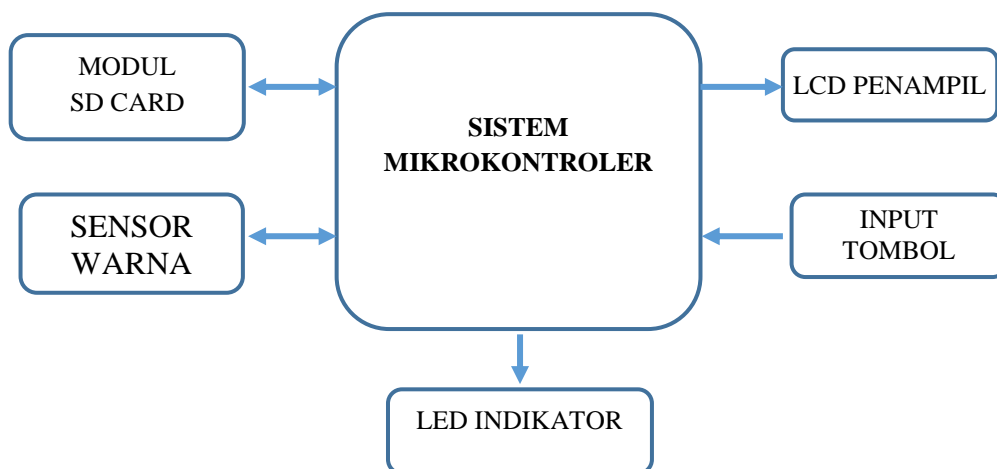 MODUL
SD CARD
SISTEM
MIKROKONTROLER
LCD PENAMPIL
SENSOR
WARNA
INPUT
TOMBOL
LED INDIKATOR